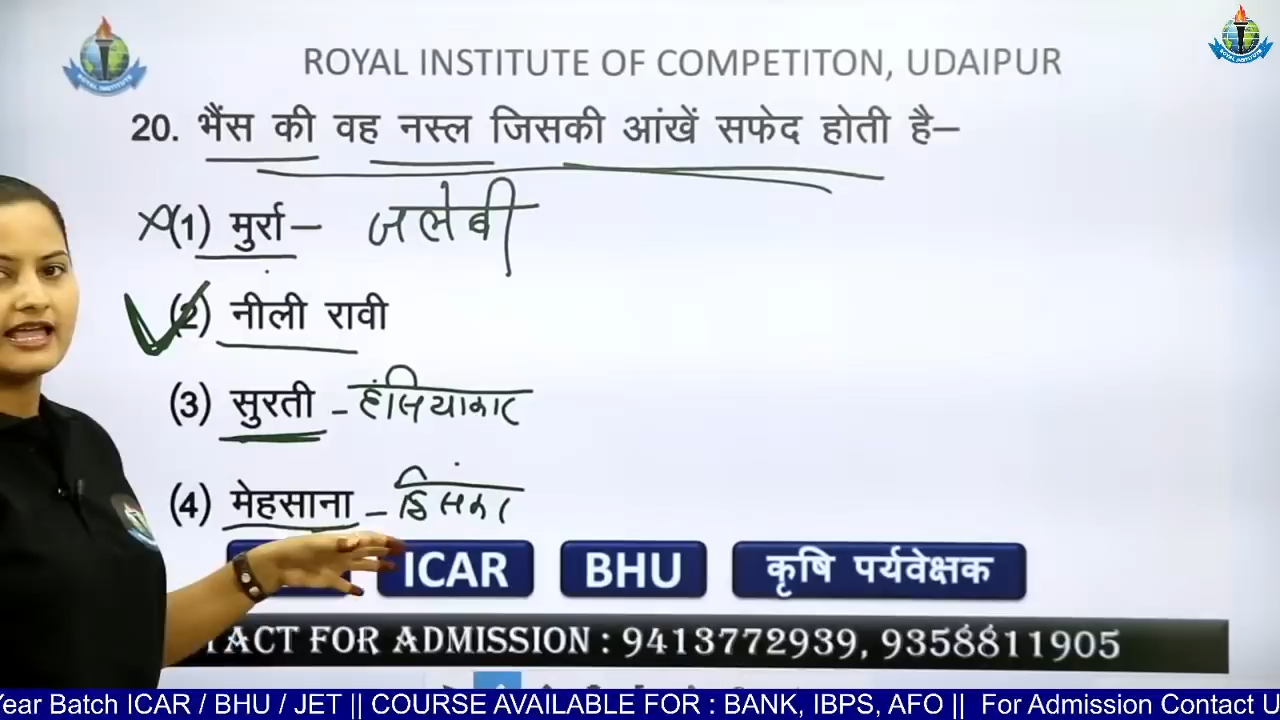 ROYAL INSTITUTE OF COMPETITON, UDAIPUR
20. भैंस की वह नस्ल जिसकी आंखें सफेद होती है–
(1) मुर्रा– जलेबी
(2) नीली रावी
(3) सुरती - हंसियाकार
(4) मेहसाना -
ICAR BHU कृषि पर्यवेक्षक
TACT FOR ADMISSION : 9413772939, 9358811905
Year Batch ICAR / BHU / JET || COURSE AVAILABLE FOR : BANK, IBPS, AFO || For Admission Contact U